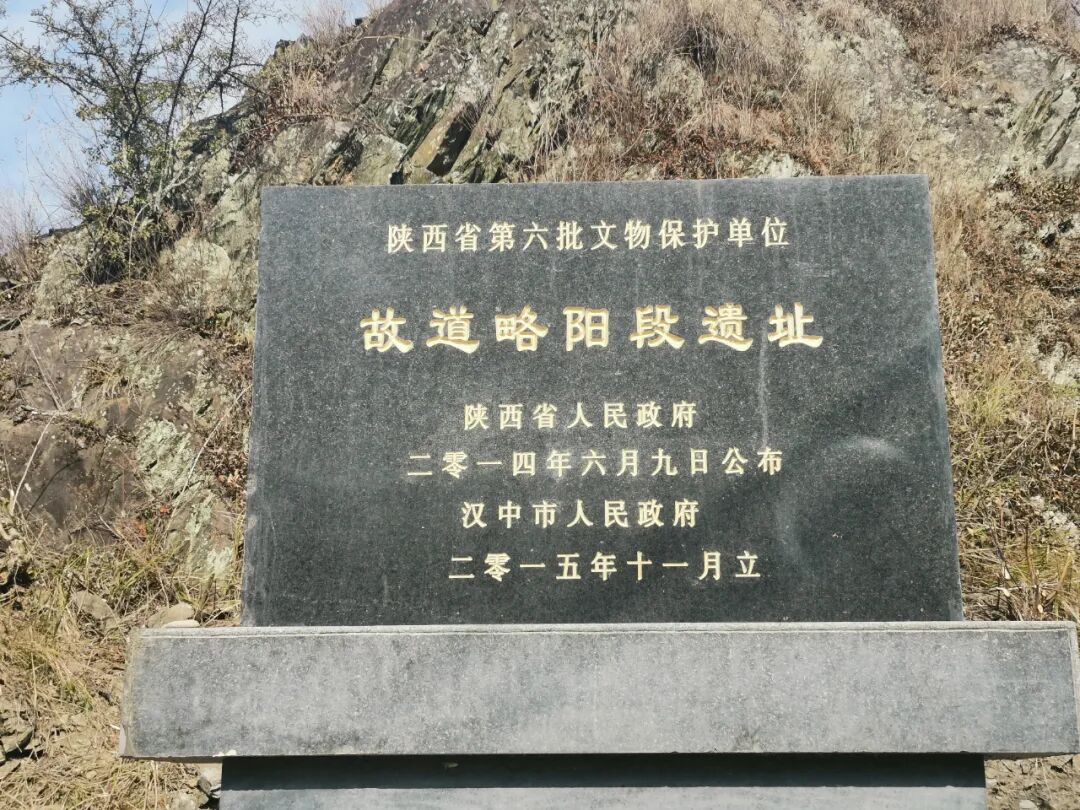 陕西省第六批文物保护单位
故道略阳段遗址
陕西省人民政府
二零一四年六月九日公布
汉中市人民政府
二零一五年十一月立